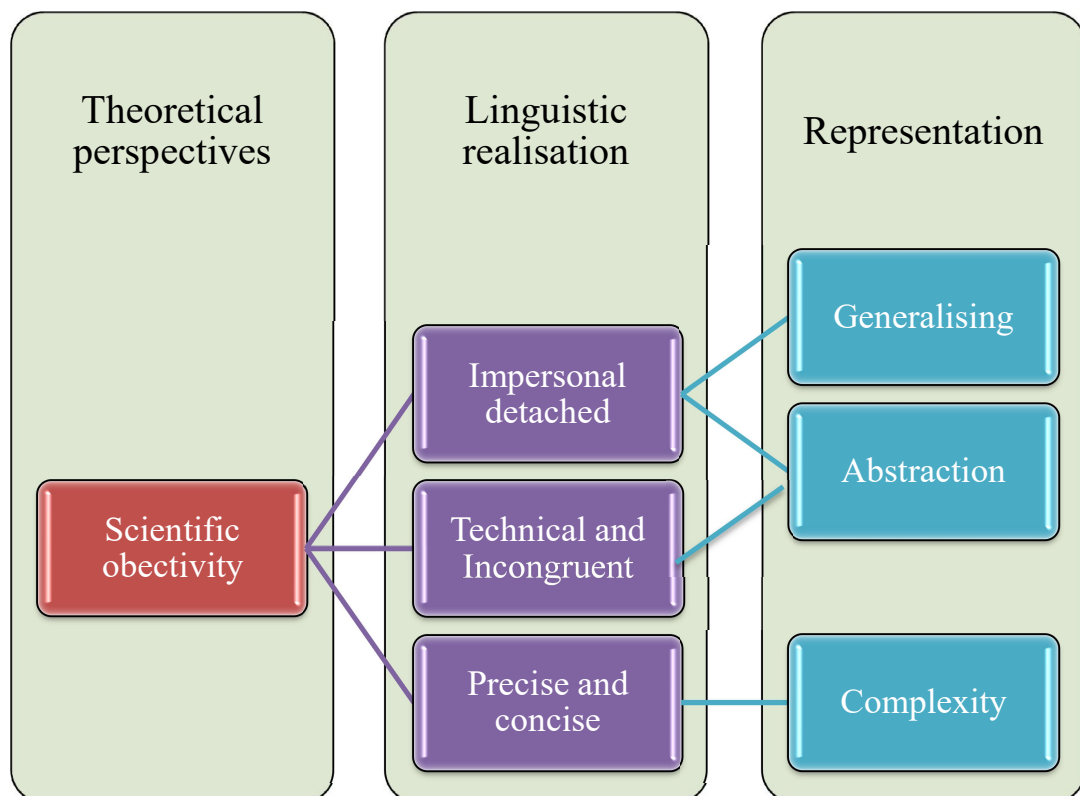 Theoretical
perspectives
Linguistic
realisation
Representation
Scientific
obectivity
Impersonal
detached
Technical and
Incongruent
Precise and
concise
Generalising
Abstraction
Complexity